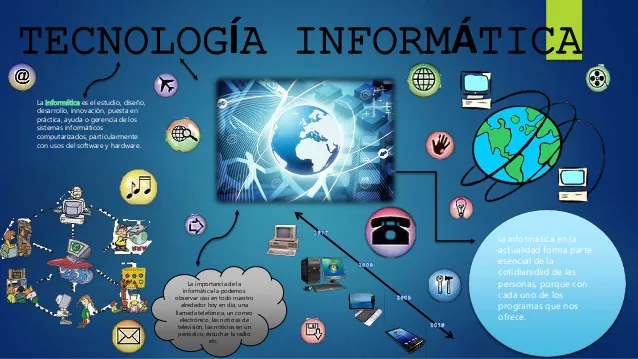 TECNOLOGÍA INFORMÁTICA
La informática es el estudio, diseño,
desarrollo, innovación, puesta en
práctica, ayuda o gerencia de los
sistemas informáticos
computarizados, particularmente
con usos del software y hardware.
La importancia de la
informática la podemos
observar casi en todo nuestro
alrededor hoy en día, una
llamada telefónica, un correo
electrónico, las noticias de
televisión, las noticias en un
periódico, escuchar la radio
etc.
la informática en la
actualidad forma parte
esencial de la
cotidianidad de las
personas, porque con
cada uno de los
programas que nos
ofrece.